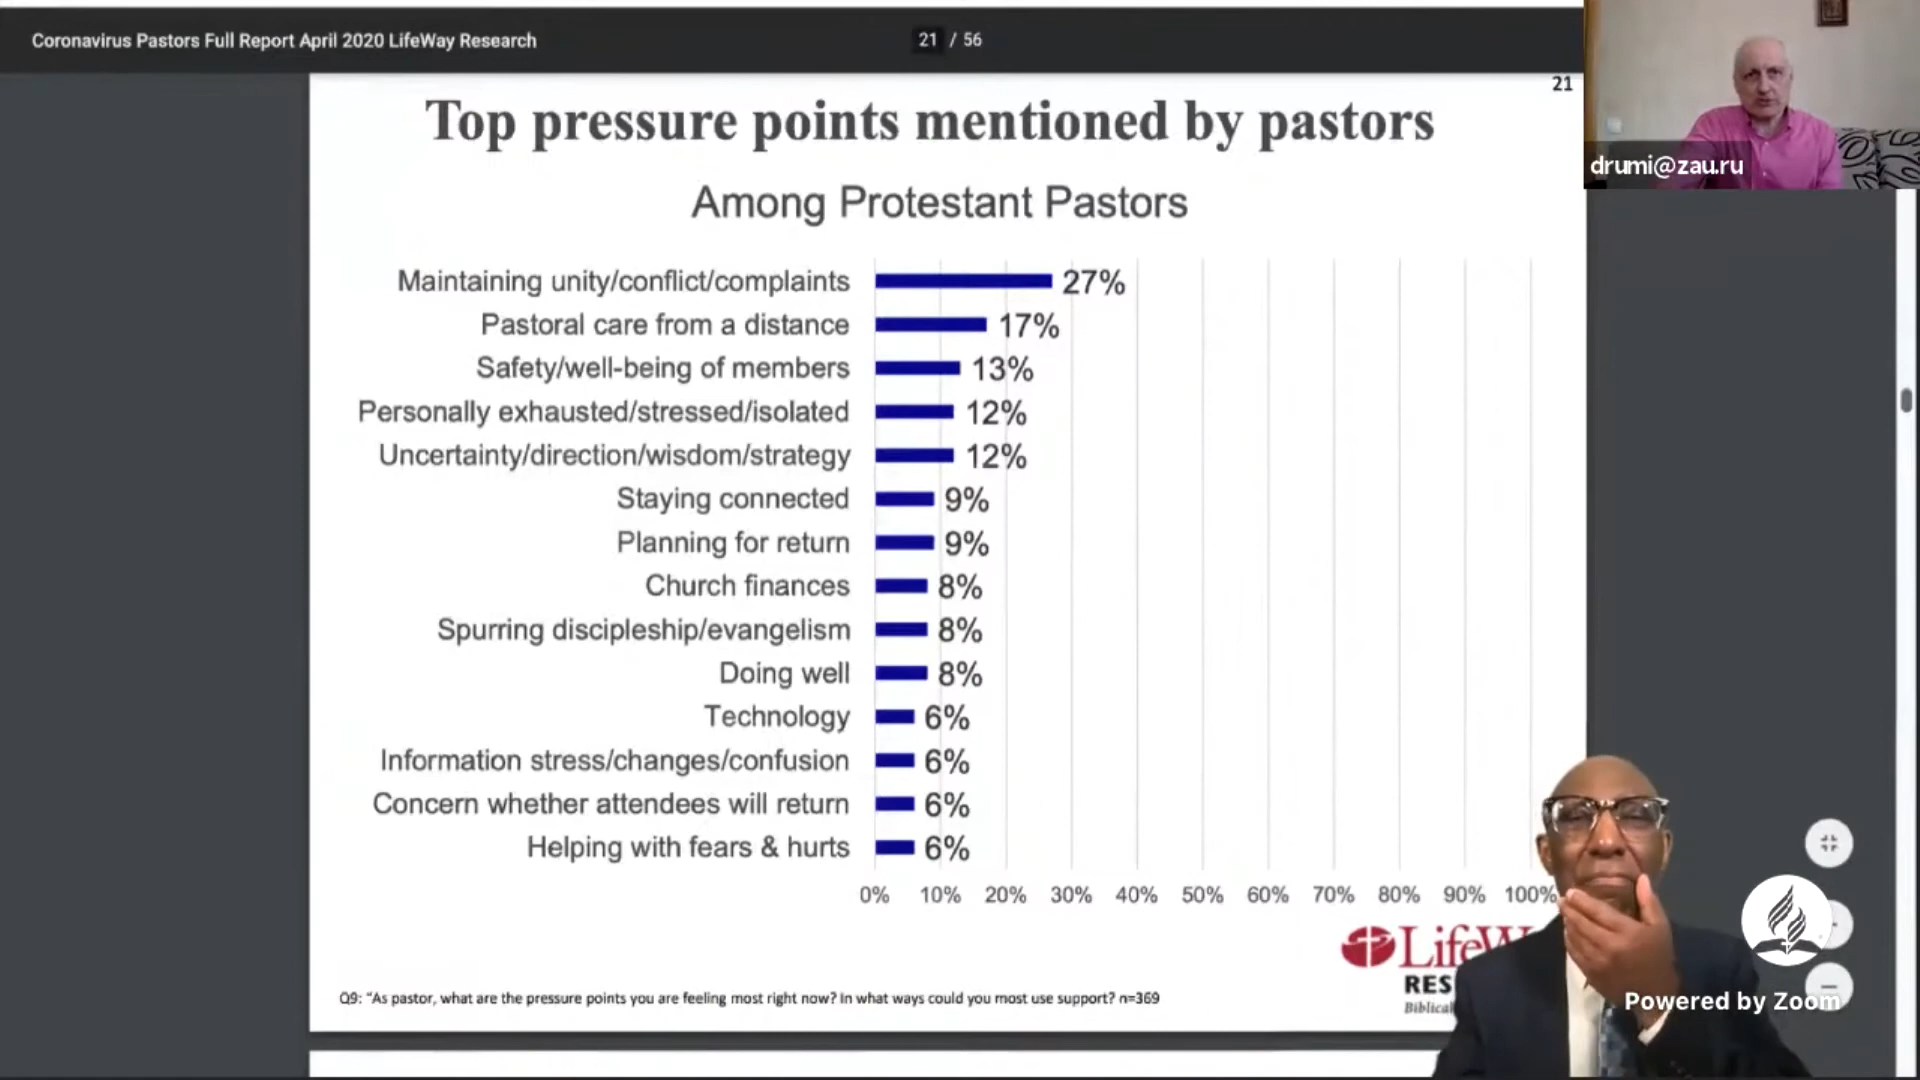 Coronavirus Pastors Full Report April 2020 LifeWay Research
21 / 56
21
Top pressure points mentioned by pastors
Among Protestant Pastors
Maintaining unity/conflict/complaints 27%
Pastoral care from a distance 17%
Safety/well-being of members 13%
Personally exhausted/stressed/isolated 12%
Uncertainty/direction/wisdom/strategy 12%
Staying connected 9%
Planning for return 9%
Church finances 8%
Spurring discipleship/evangelism 8%
Doing well 8%
Technology 6%
Information stress/changes/confusion 6%
Concern whether attendees will return 6%
Helping with fears & hurts 6%
0% 10% 20% 30% 40% 50% 60% 70% 80% 90% 100%
Q9: “As pastor, what are the pressure points you are feeling most right now? In what ways could you most use support? n=369
drumi@zau.ru
Powered by Zoom